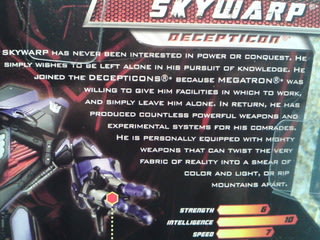 SKYWARP
DECEPTICON®
SKYWARP HAS NEVER BEEN INTERESTED IN POWER OR CONQUEST. HE
SIMPLY WISHES TO BE LEFT ALONE IN HIS PURSUIT OF KNOWLEDGE. HE
JOINED THE DECEPTICONS® BECAUSE MEGATRON® WAS
WILLING TO GIVE HIM FACILITIES IN WHICH TO WORK,
AND SIMPLY LEAVE HIM ALONE. IN RETURN, HE HAS
PRODUCED COUNTLESS POWERFUL WEAPONS AND
EXPERIMENTAL SYSTEMS FOR HIS COMRADES.
HE IS PERSONALLY EQUIPPED WITH MIGHTY
WEAPONS THAT CAN TWIST THE VERY
FABRIC OF REALITY INTO A SMEAR OF
COLOR AND LIGHT, OR RIP
MOUNTAINS APART.
STRENGTH 6
INTELLIGENCE 10
SPEED 7